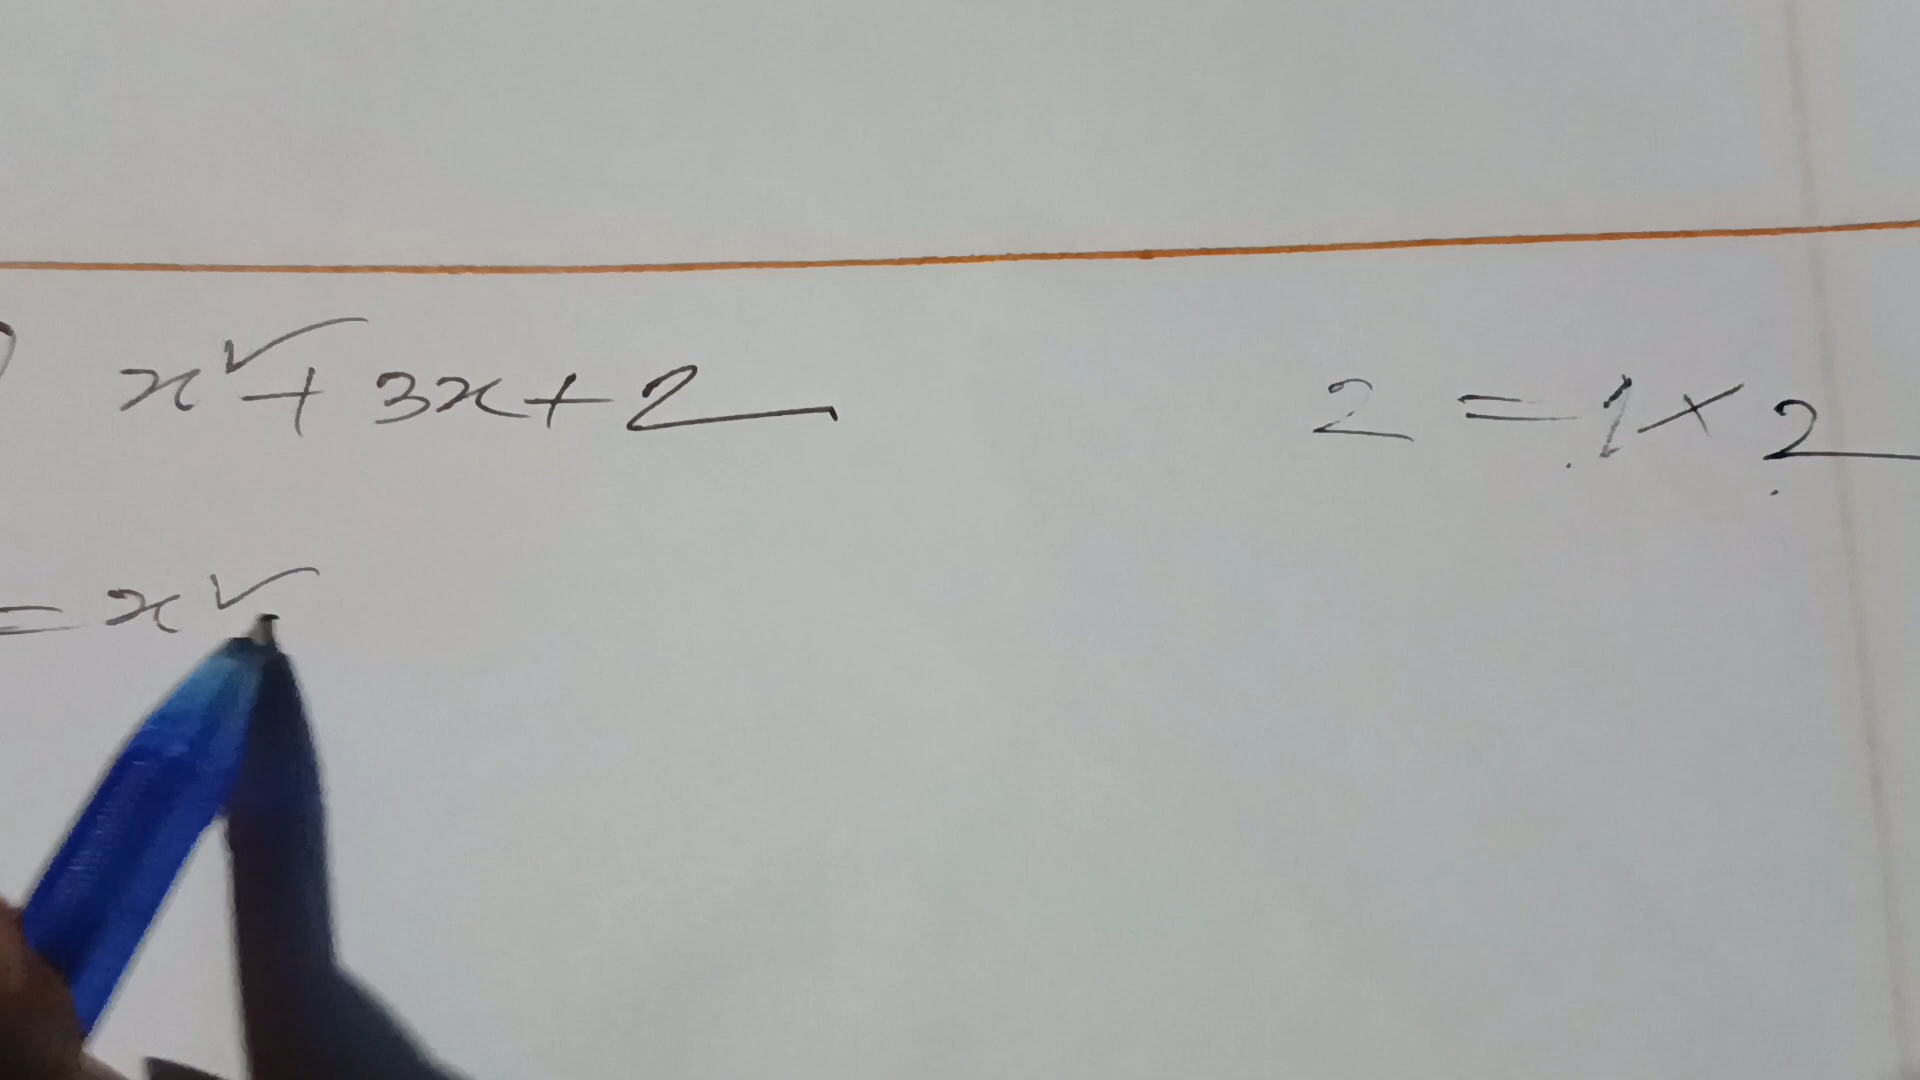 ) x² + 3x + 2
2 = 1 × 2
= x²